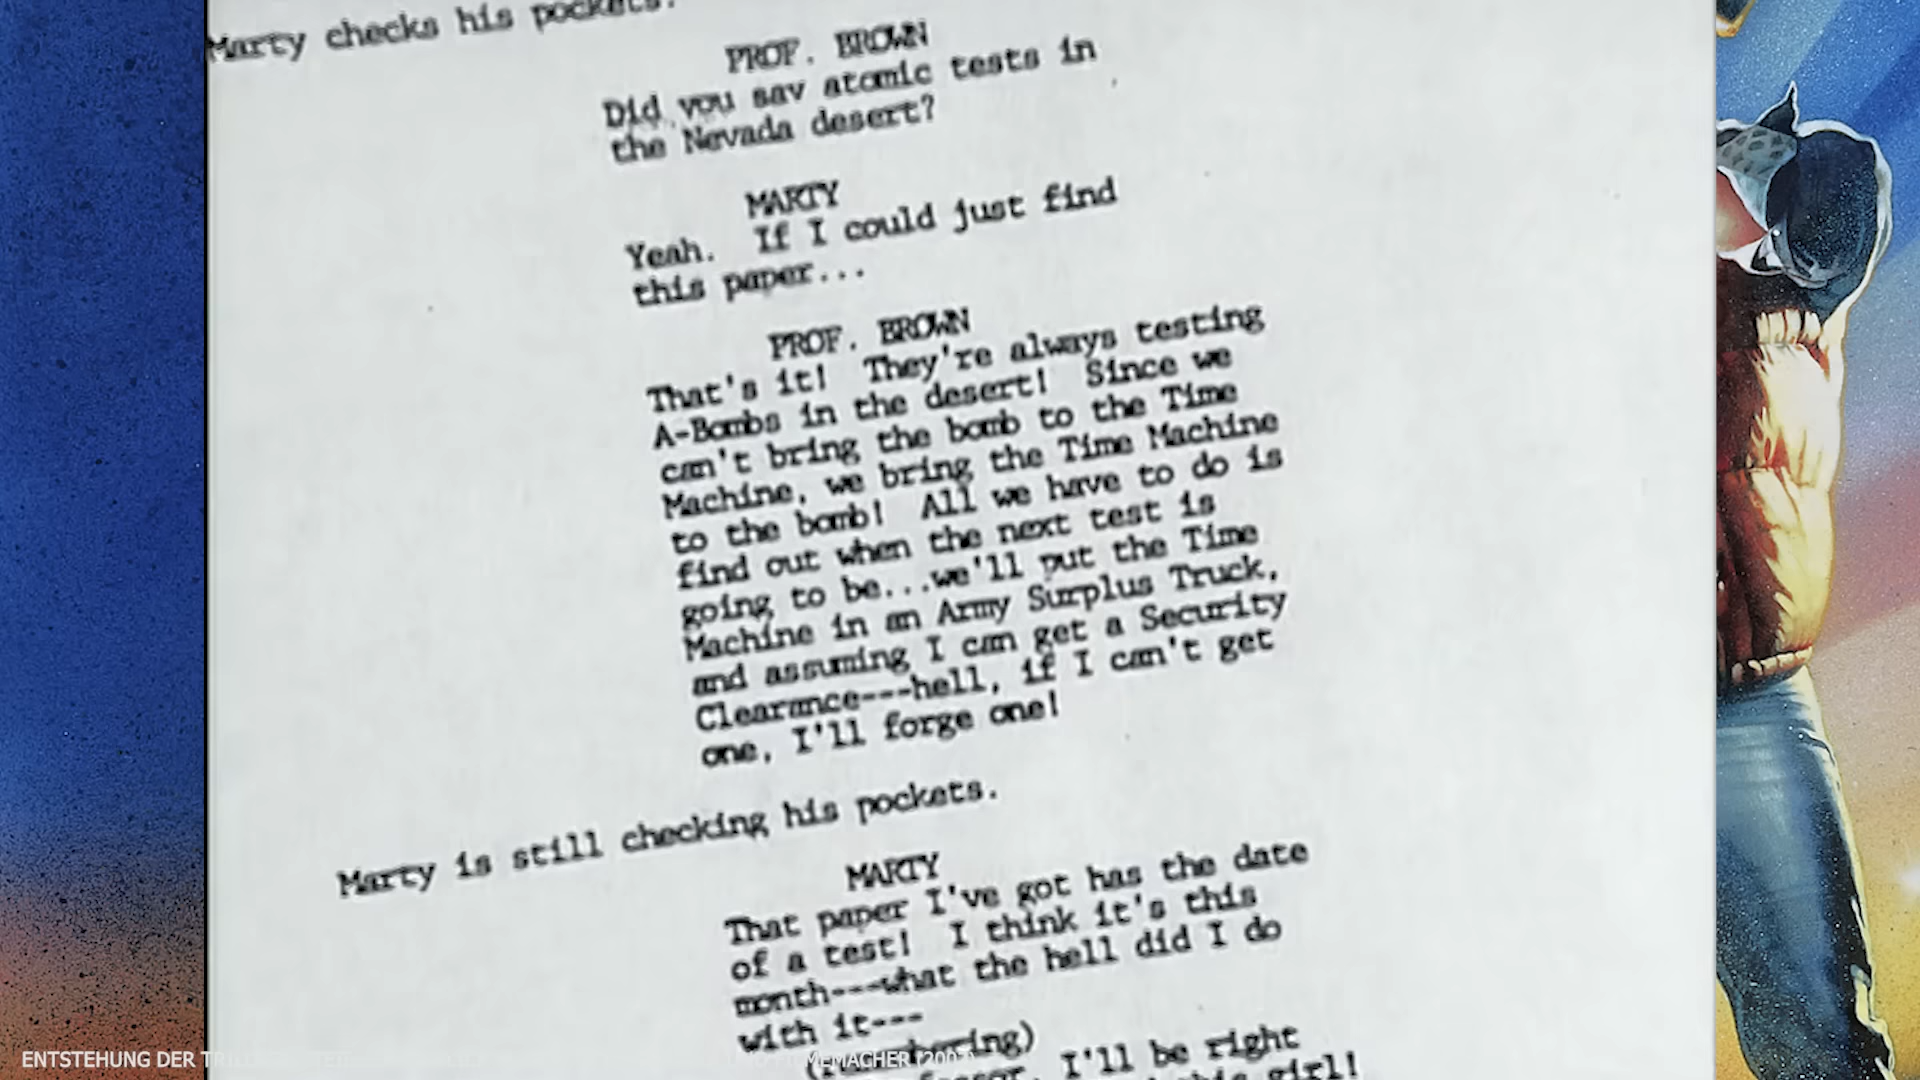 Marty checks his pockets.
PROF. BROWN
Did you say atomic tests in
the Nevada desert?
MARTY
Yeah.  If I could just find
this paper...
PROF. BROWN
That's it!  They're always testing
A-Bombs in the desert!  Since we
can't bring the bomb to the Time
Machine, we bring the Time Machine
to the bomb!  All we have to do is
find out when the next test is
going to be...we'll put the Time
Machine in an Army Surplus Truck,
and assuming I can get a Security
Clearance---hell, if I can't get
one, I'll forge one!
Marty is still checking his pockets.
MARTY
That paper I've got has the date
of a test!  I think it's this
month---what the hell did I do
with it---
I'll be right
girl!
ENTSTEHUNG DER
(2002)